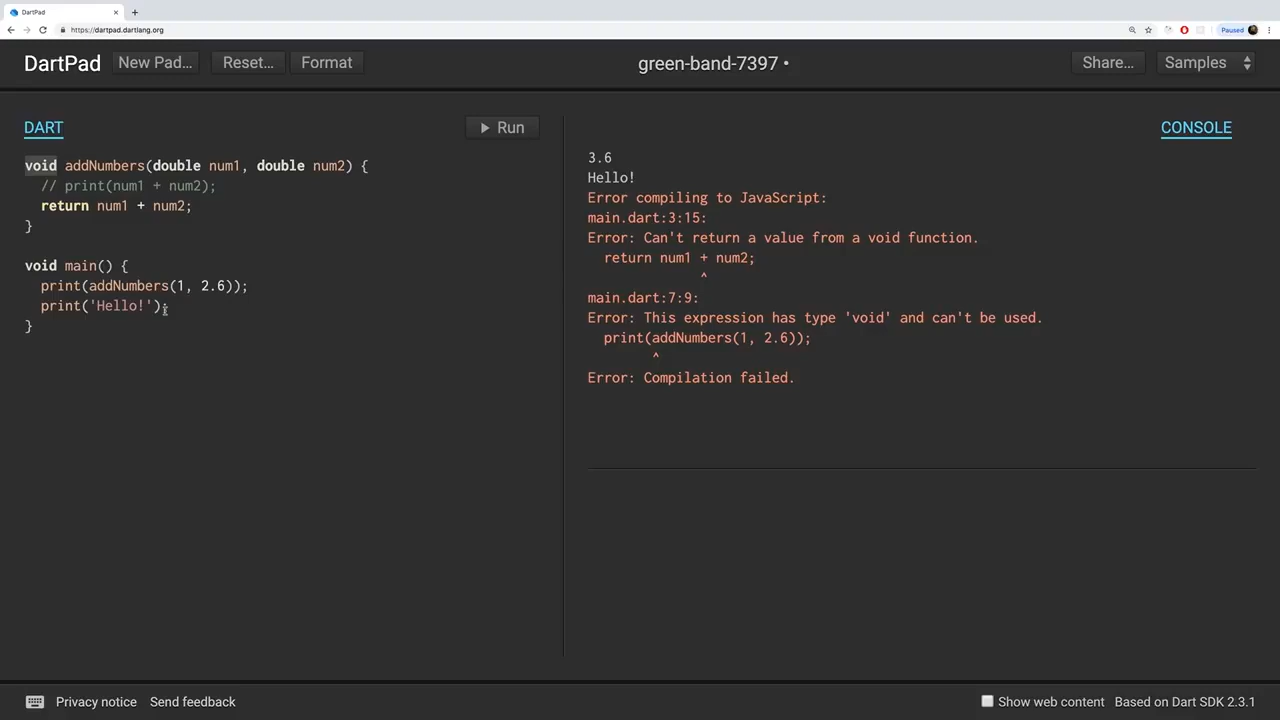 DartPad
https://dartpad.dartlang.org
Paused
DartPad
New Pad…
Reset…
Format
green-band-7397 •
Share…
Samples
DART
Run
CONSOLE
void addNumbers(double num1, double num2) {
  // print(num1 + num2);
  return num1 + num2;
}
void main() {
  print(addNumbers(1, 2.6));
  print('Hello!');
}
3.6
Hello!
Error compiling to JavaScript:
main.dart:3:15:
Error: Can't return a value from a void function.
  return num1 + num2;
              ^
main.dart:7:9:
Error: This expression has type 'void' and can't be used.
  print(addNumbers(1, 2.6));
        ^
Error: Compilation failed.
Privacy notice
Send feedback
Show web content
Based on Dart SDK 2.3.1